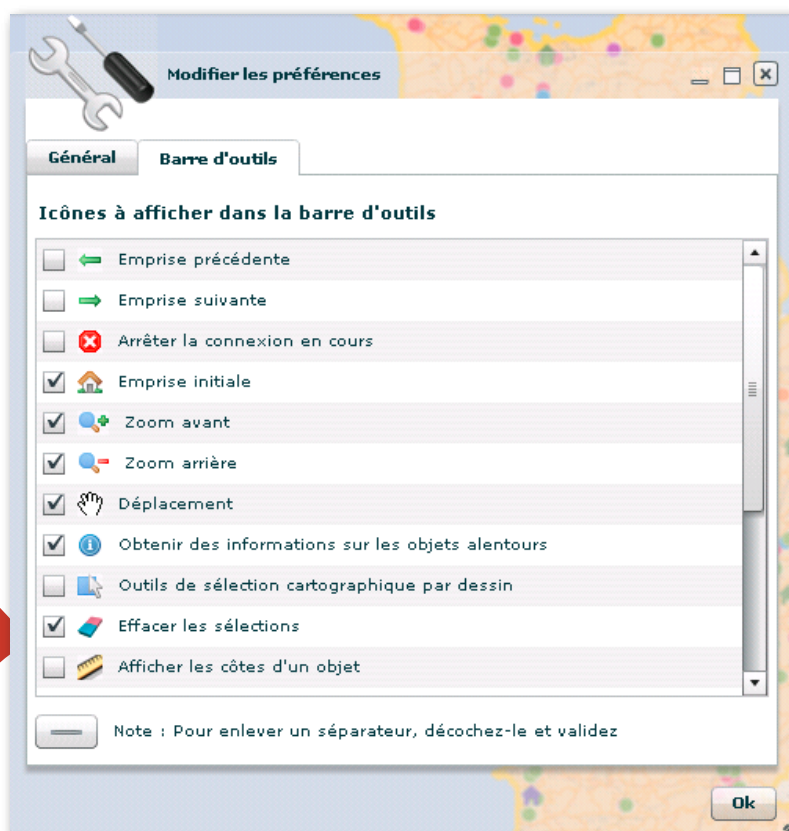 Modifier les préférences
Général
Barre d'outils
Icônes à afficher dans la barre d'outils
Emprise précédente
Emprise suivante
Arrêter la connexion en cours
Emprise initiale
Zoom avant
Zoom arrière
Déplacement
Obtenir des informations sur les objets alentours
Outils de sélection cartographique par dessin
Effacer les sélections
Afficher les côtes d'un objet
Note : Pour enlever un séparateur, décochez-le et validez
Ok